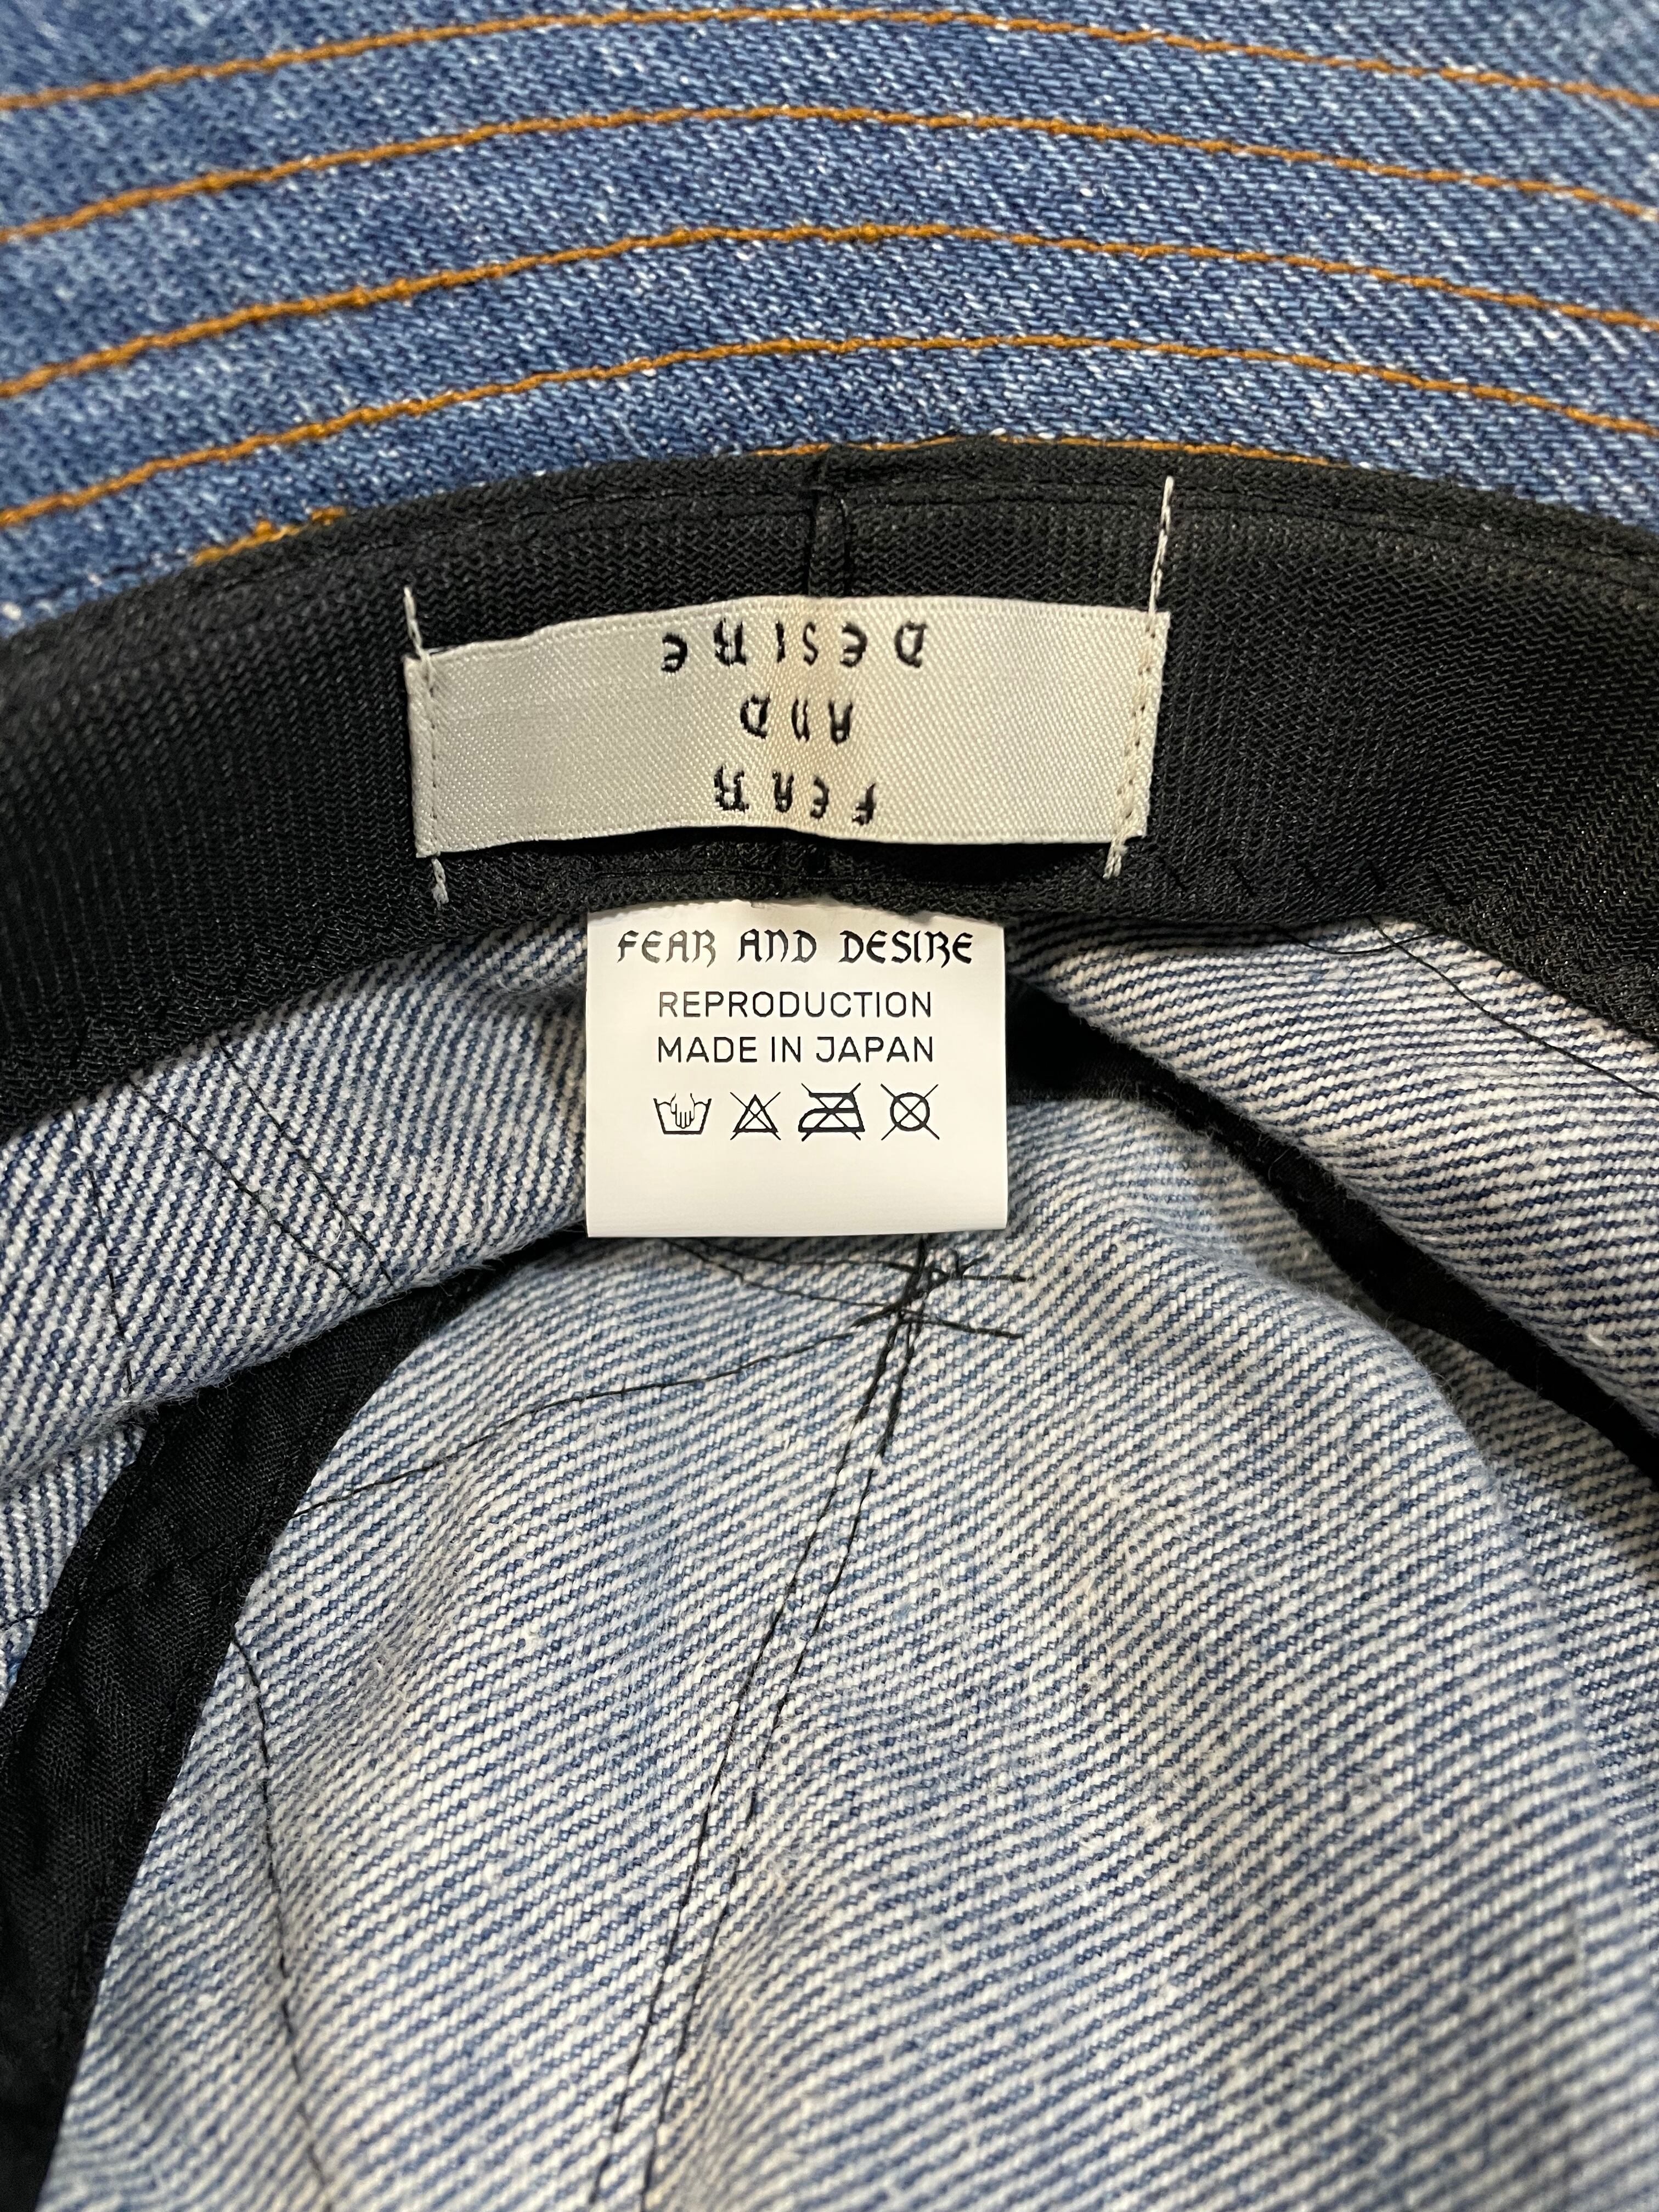 FEAR
AND
DESIRE
FEAR AND DESIRE
REPRODUCTION
MADE IN JAPAN